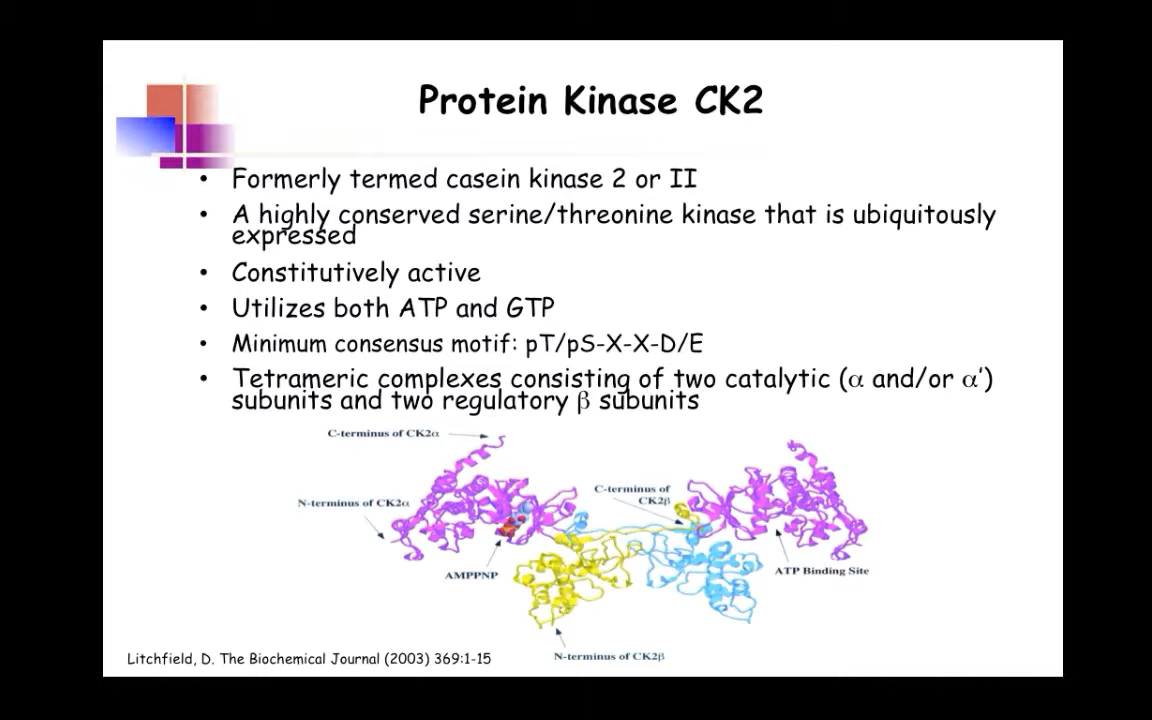 Protein Kinase CK2
• Formerly termed casein kinase 2 or II
• A highly conserved serine/threonine kinase that is ubiquitously
expressed
• Constitutively active
• Utilizes both ATP and GTP
• Minimum consensus motif: pT/pS-X-X-D/E
• Tetrameric complexes consisting of two catalytic (α and/or α’)
subunits and two regulatory β subunits
C-terminus of CK2α
N-terminus of CK2α
C-terminus of
CK2β
AMPPNP
ATP Binding Site
N-terminus of CK2β
Litchfield, D. The Biochemical Journal (2003) 369:1-15